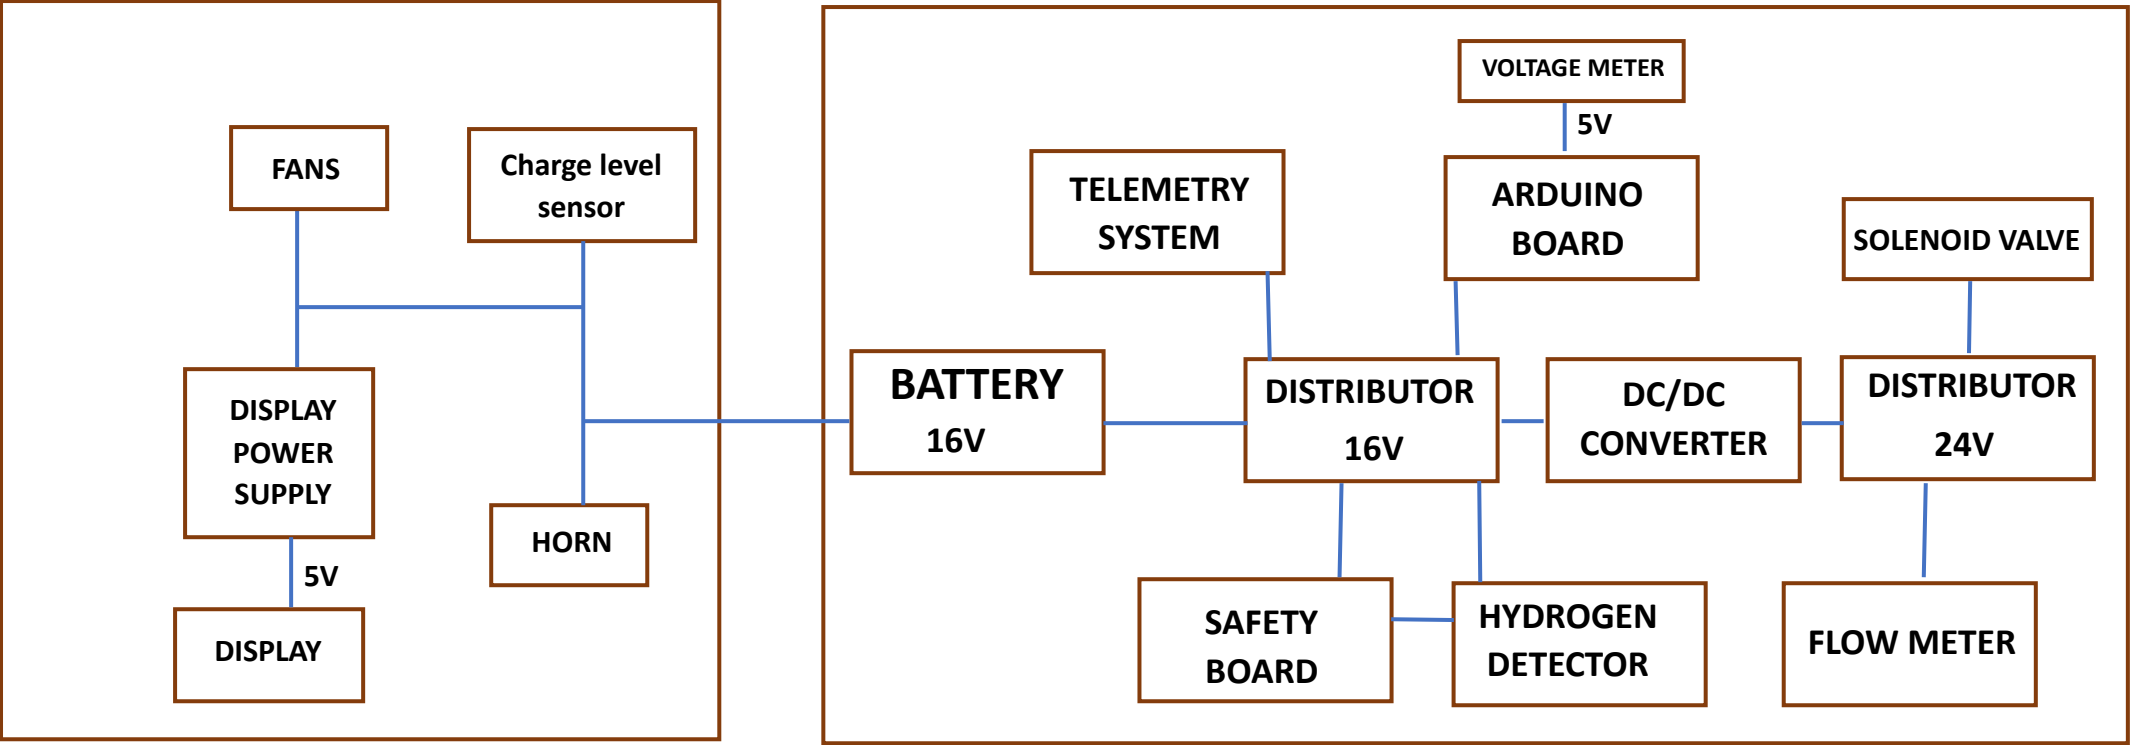 FANS
Charge level
sensor
DISPLAY
POWER
SUPPLY
5V
DISPLAY
HORN
VOLTAGE METER
5V
TELEMETRY
SYSTEM
ARDUINO
BOARD
SOLENOID VALVE
BATTERY
16V
DISTRIBUTOR
16V
DC/DC
CONVERTER
DISTRIBUTOR
24V
SAFETY
BOARD
HYDROGEN
DETECTOR
FLOW METER